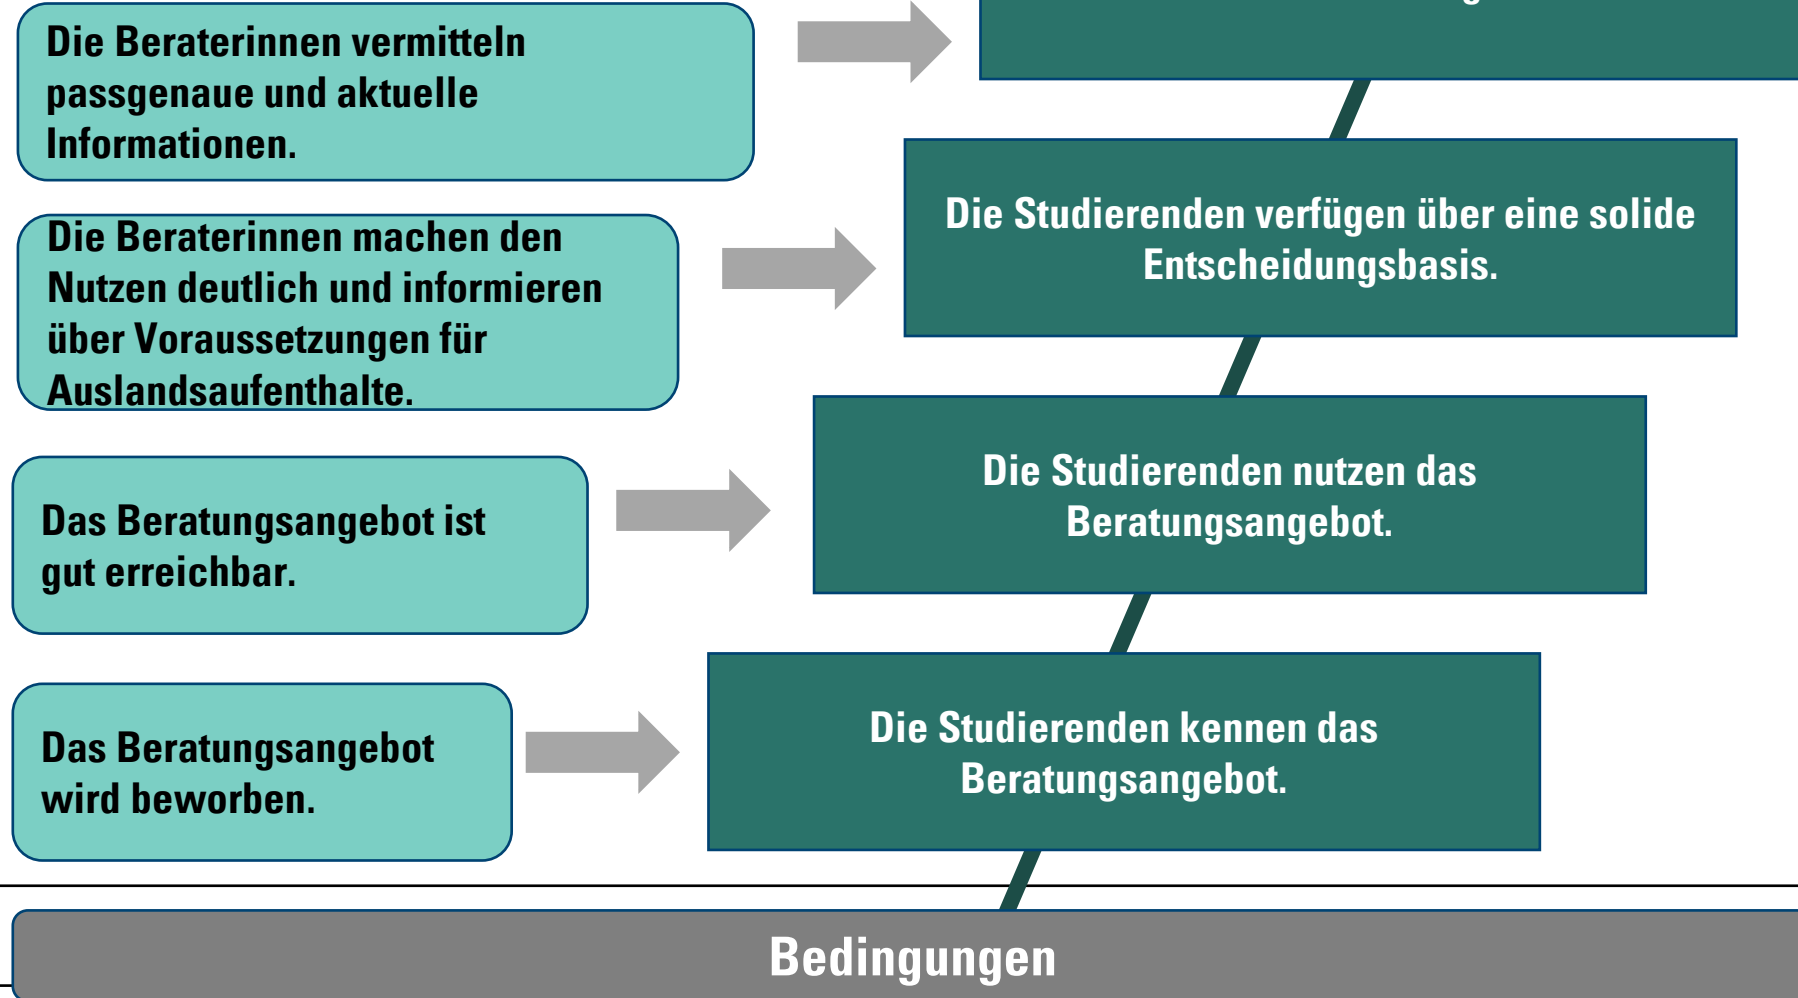 Die Beraterinnen vermitteln
passgenaue und aktuelle
Informationen.
Die Beraterinnen machen den
Nutzen deutlich und informieren
über Voraussetzungen für
Auslandsaufenthalte.
Die Studierenden verfügen über eine solide
Entscheidungsbasis.
Das Beratungsangebot ist
gut erreichbar.
Die Studierenden nutzen das
Beratungsangebot.
Das Beratungsangebot
wird beworben.
Die Studierenden kennen das
Beratungsangebot.
Bedingungen